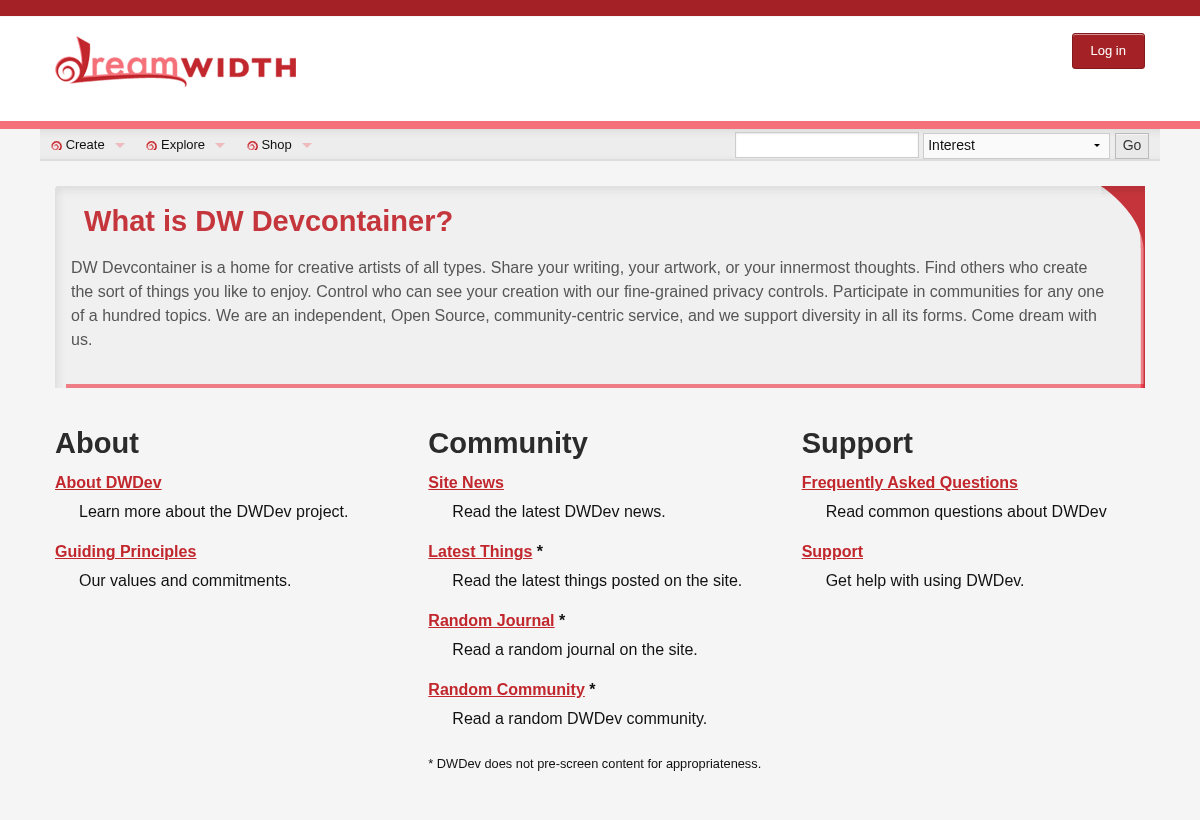 dreamWIDTH
Log in
Create Explore Shop Interest Go
What is DW Devcontainer?
DW Devcontainer is a home for creative artists of all types. Share your writing, your artwork, or your innermost thoughts. Find others who create
the sort of things you like to enjoy. Control who can see your creation with our fine-grained privacy controls. Participate in communities for any one
of a hundred topics. We are an independent, Open Source, community-centric service, and we support diversity in all its forms. Come dream with
us.
About
About DWDev
Learn more about the DWDev project.
Guiding Principles
Our values and commitments.
Community
Site News
Read the latest DWDev news.
Latest Things *
Read the latest things posted on the site.
Random Journal *
Read a random journal on the site.
Random Community *
Read a random DWDev community.
* DWDev does not pre-screen content for appropriateness.
Support
Frequently Asked Questions
Read common questions about DWDev
Support
Get help with using DWDev.